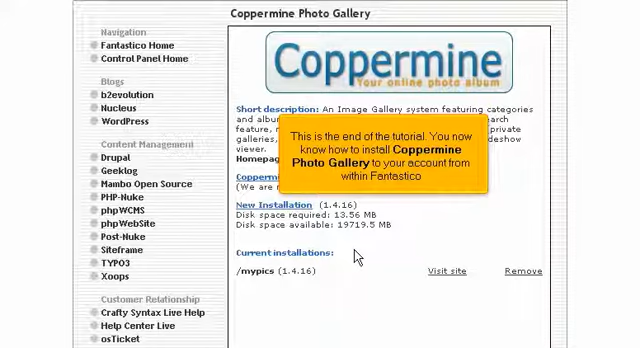 Coppermine Photo Gallery
Navigation
Fantastico Home
Control Panel Home
Blogs
b2evolution
Nucleus
WordPress
Content Management
Drupal
Geeklog
Mambo Open Source
PHP-Nuke
phpWCMS
phpWebSite
Post-Nuke
Siteframe
TYPO3
Xoops
Customer Relationship
Crafty Syntax Live Help
Help Center Live
osTicket
Coppermine
Your online photo album
Short description: An Image Gallery system featuring categories
and albu
feature,
galleries,
viewer.
Homepag
search
private
deshow
This is the end of the tutorial. You now
know how to install Coppermine
Photo Gallery to your account from
within Fantastico
Copperm
(We are
New Installation (1.4.16)
Disk space required: 13.56 MB
Disk space available: 19719.5 MB
Current installations:
/mypics (1.4.16) Visit site Remove